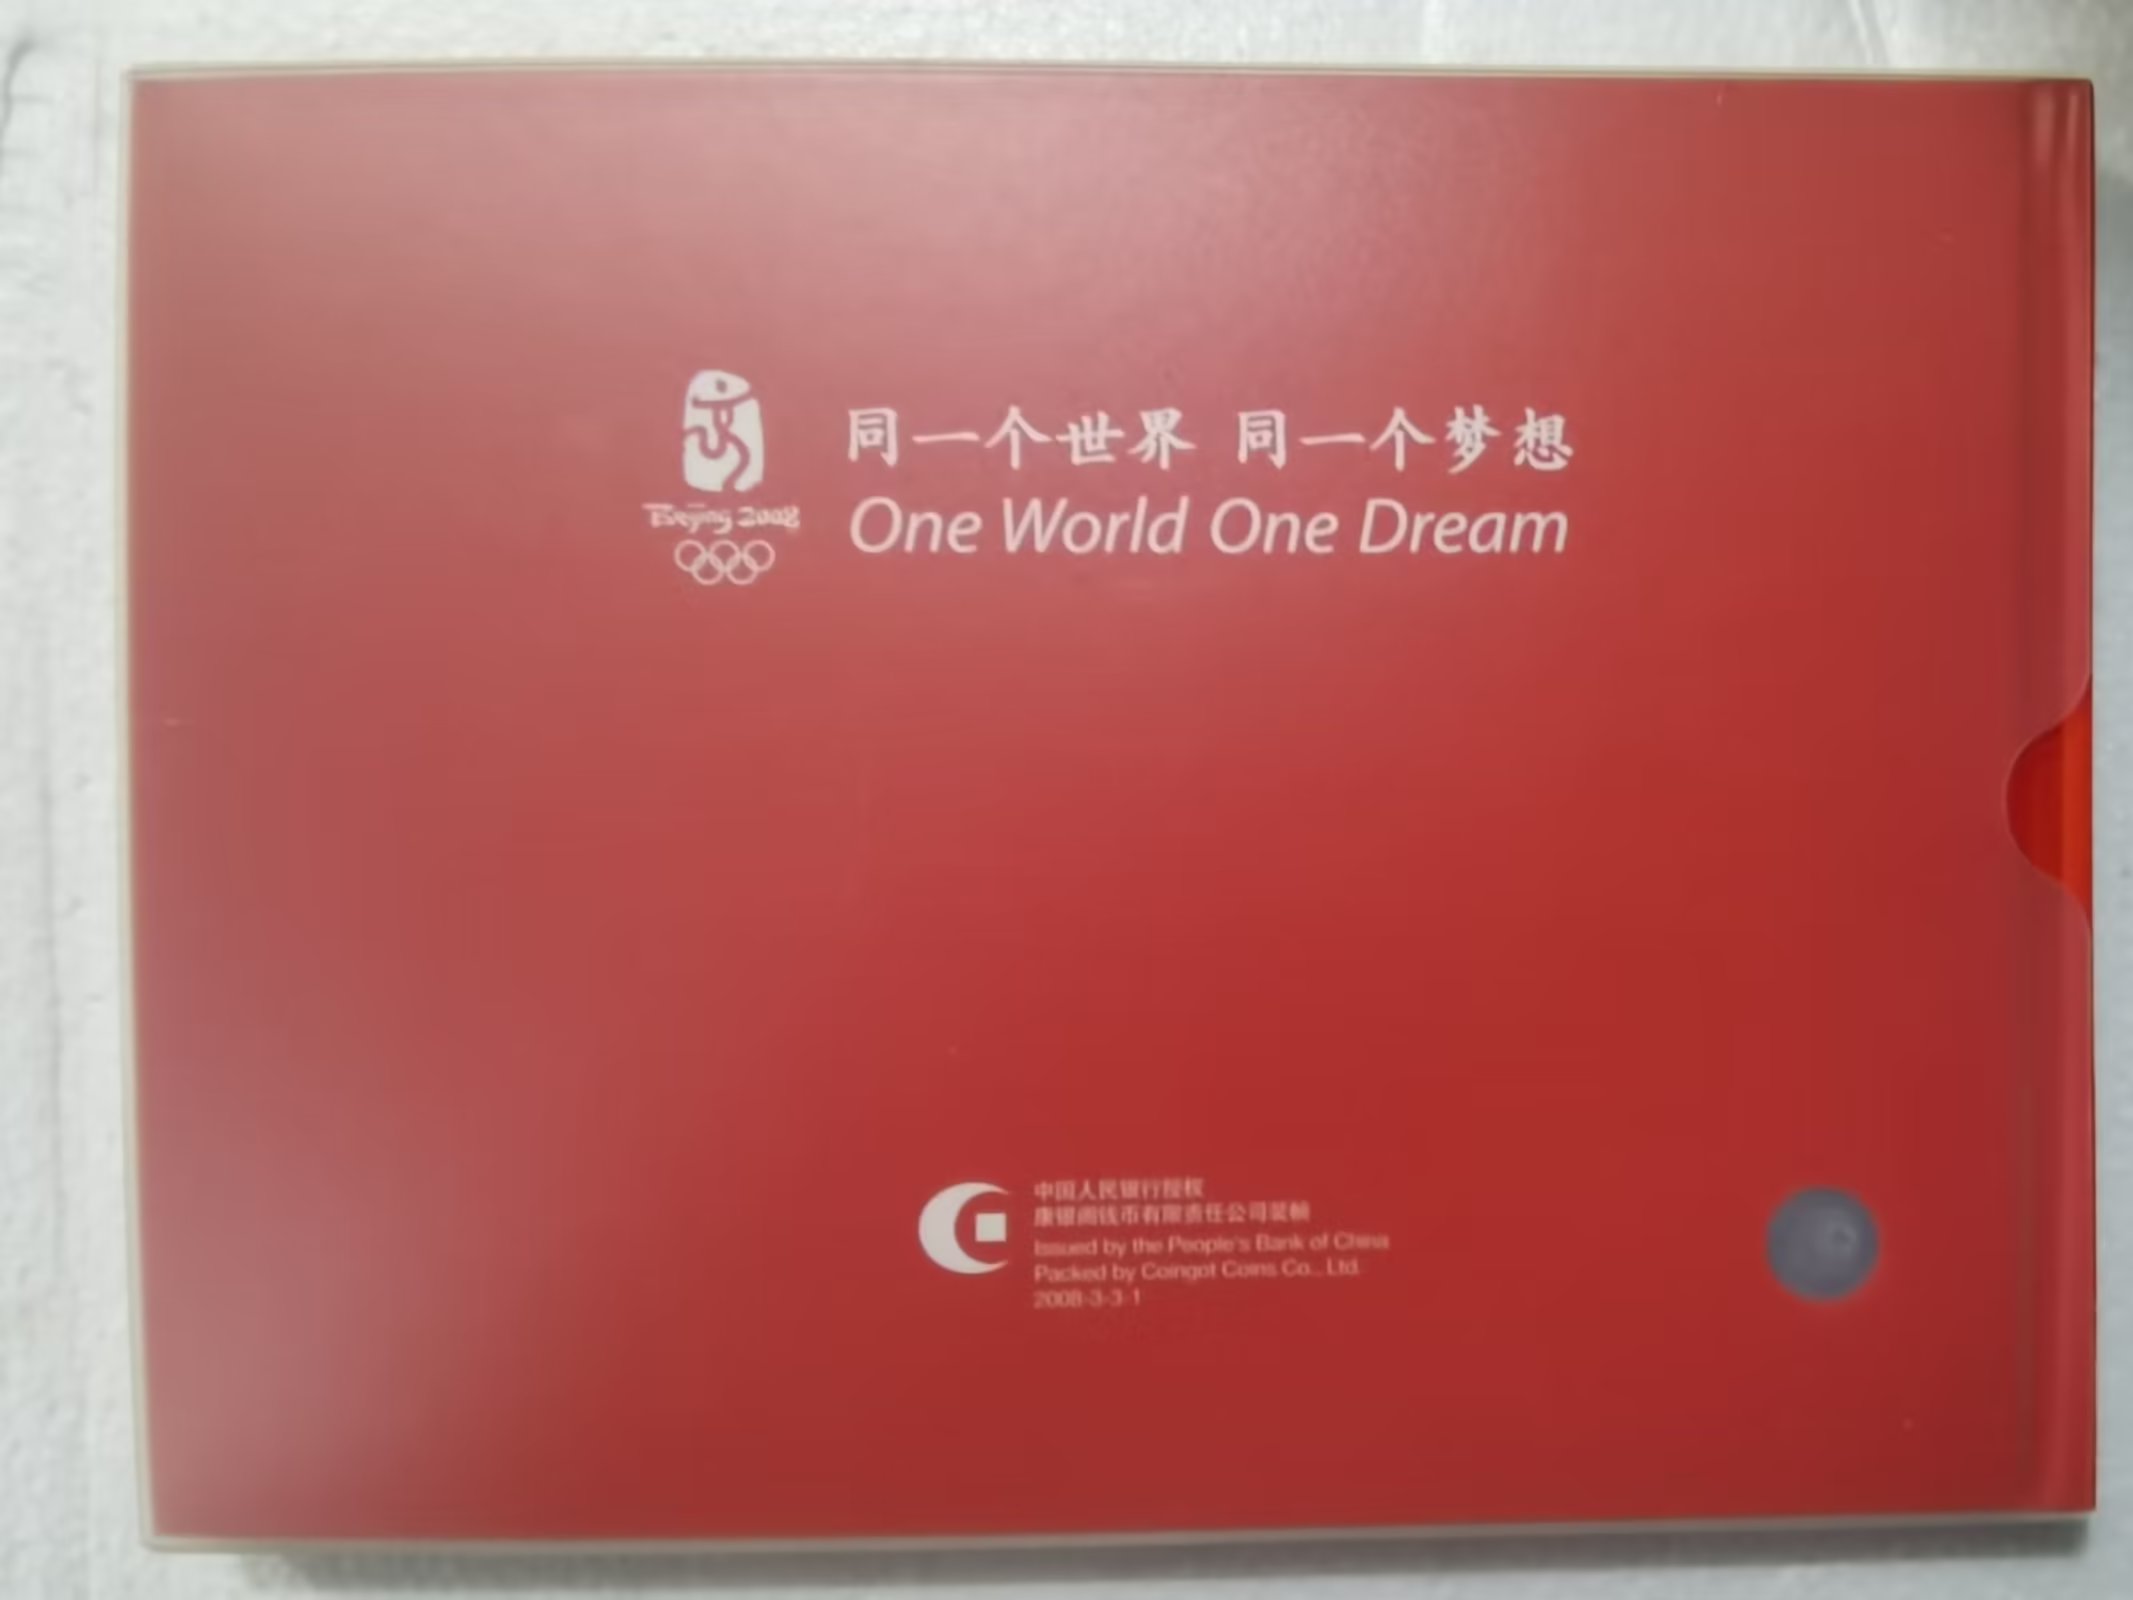 同一个世界 同一个梦想
One World One Dream
Beijing 2008
中国人民银行授权
康银阁钱币有限责任公司装帧
Issued by the People's Bank of China
Packed by Coingot Coins Co., Ltd.
2008-3-3-1